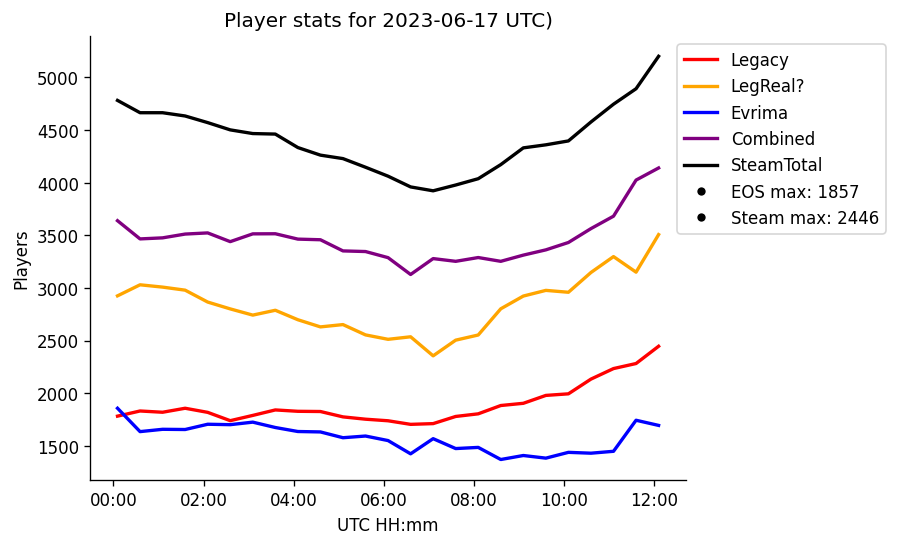 Player stats for 2023-06-17 UTC)
Legacy
LegReal?
Evrima
Combined
SteamTotal
EOS max: 1857
Steam max: 2446
Players
5000
4500
4000
3500
3000
2500
2000
1500
00:00 02:00 04:00 06:00 08:00 10:00 12:00
UTC HH:mm